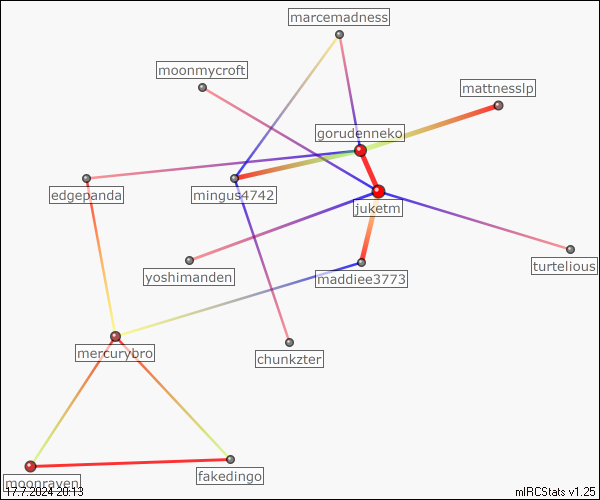 marcemadness
moonmycroft
mattnesslp
gorudenneko
edgepanda
mingus4742
juketm
turtelious
yoshimanden
maddiee3773
mercurybro
chunkzter
fakedingo
moonraven
17.7.2024 20:13
mIRCStats v1.25